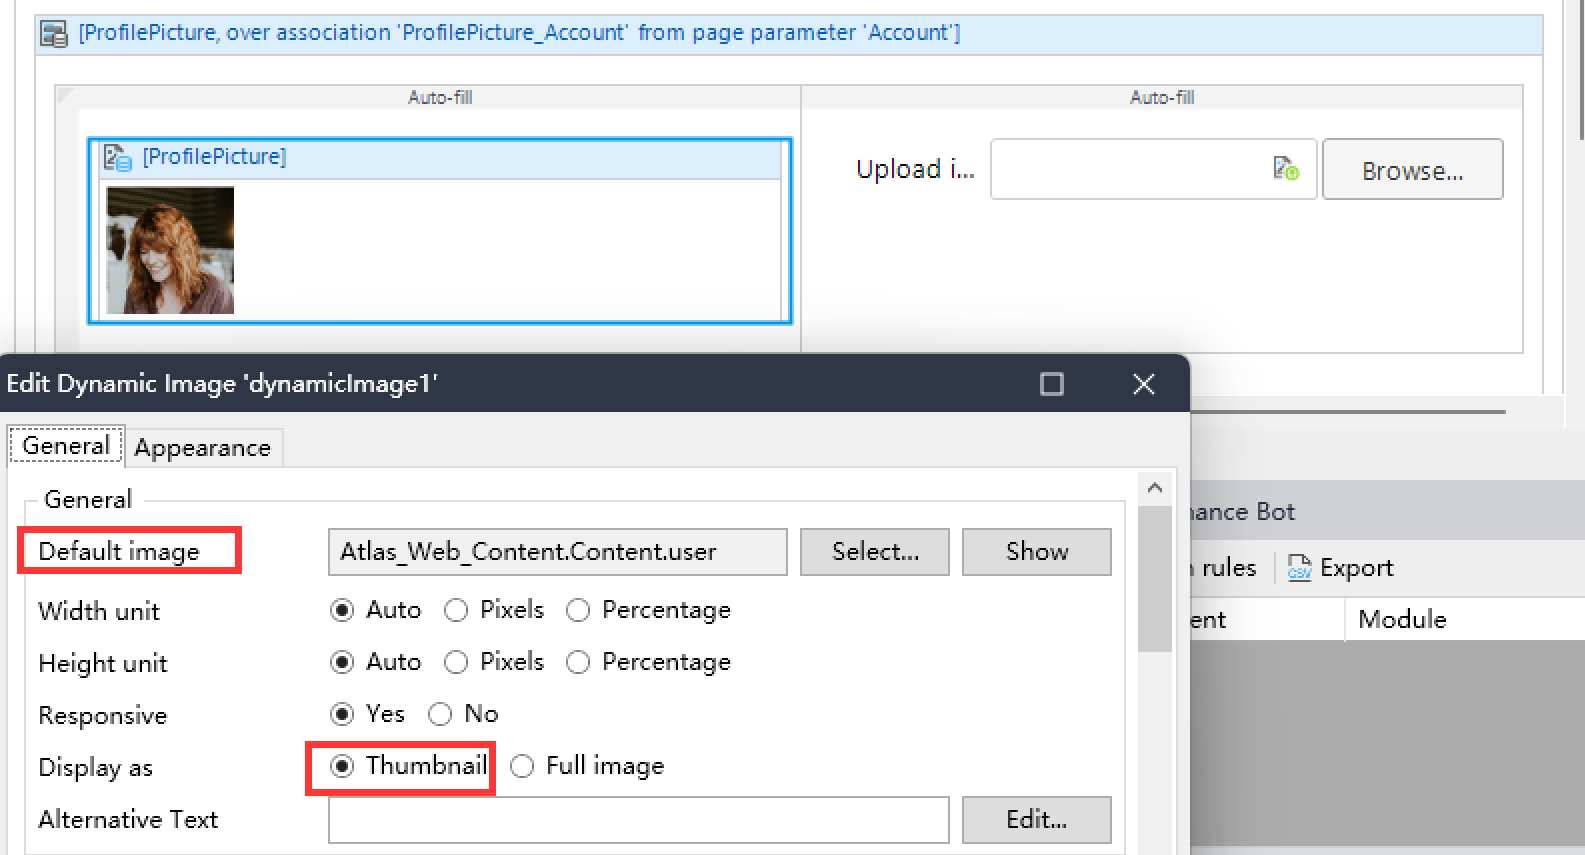 [ProfilePicture, over association 'ProfilePicture_Account' from page parameter 'Account']
Auto-fill
Auto-fill
[ProfilePicture]
Upload i...
Browse...
Edit Dynamic Image 'dynamicImage1'
General
Appearance
General
Default image
Atlas_Web_Content.Content.user
Select...
Show
Width unit
Auto
Pixels
Percentage
Height unit
Auto
Pixels
Percentage
Responsive
Yes
No
Display as
Thumbnail
Full image
Alternative Text
Edit...
Bot
rules
CSV
Export
Module